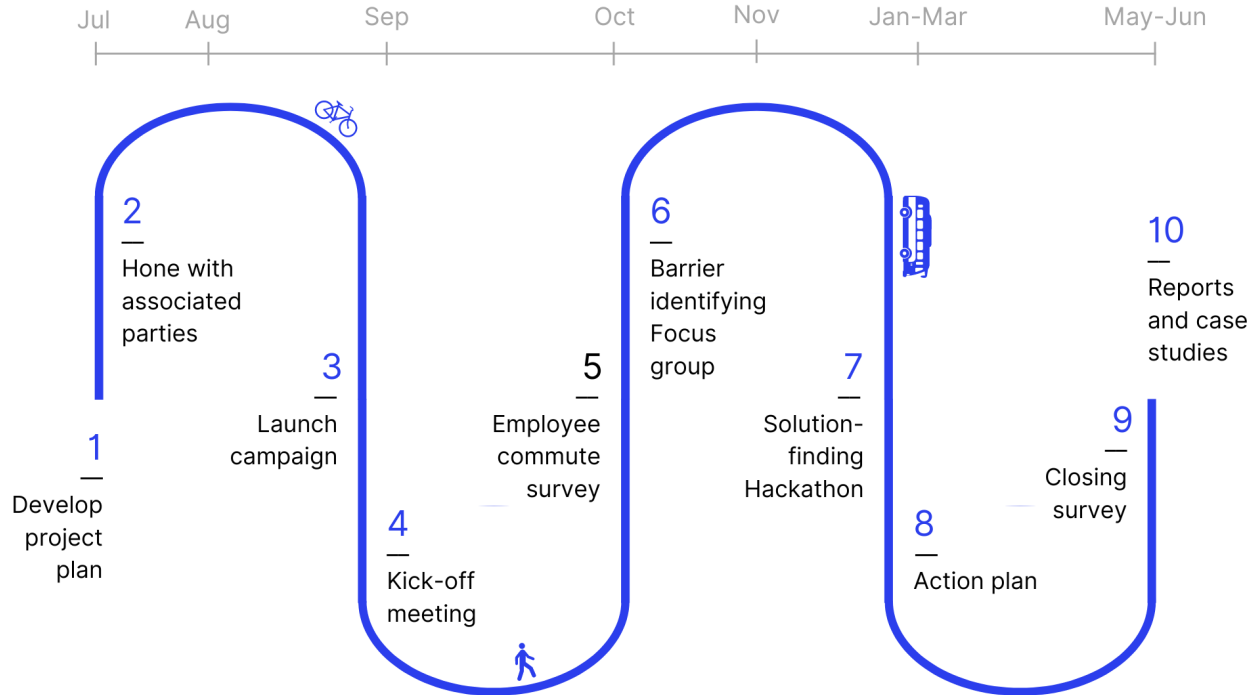 Jul
Aug
Sep
Oct
Nov
Jan-Mar
May-Jun
1
Develop
project
plan
2
Hone with
associated
parties
3
Launch
campaign
4
Kick-off
meeting
5
Employee
commute
survey
6
Barrier
identifying
Focus
group
7
Solution-
finding
Hackathon
8
Action plan
9
Closing
survey
10
Reports
and case
studies